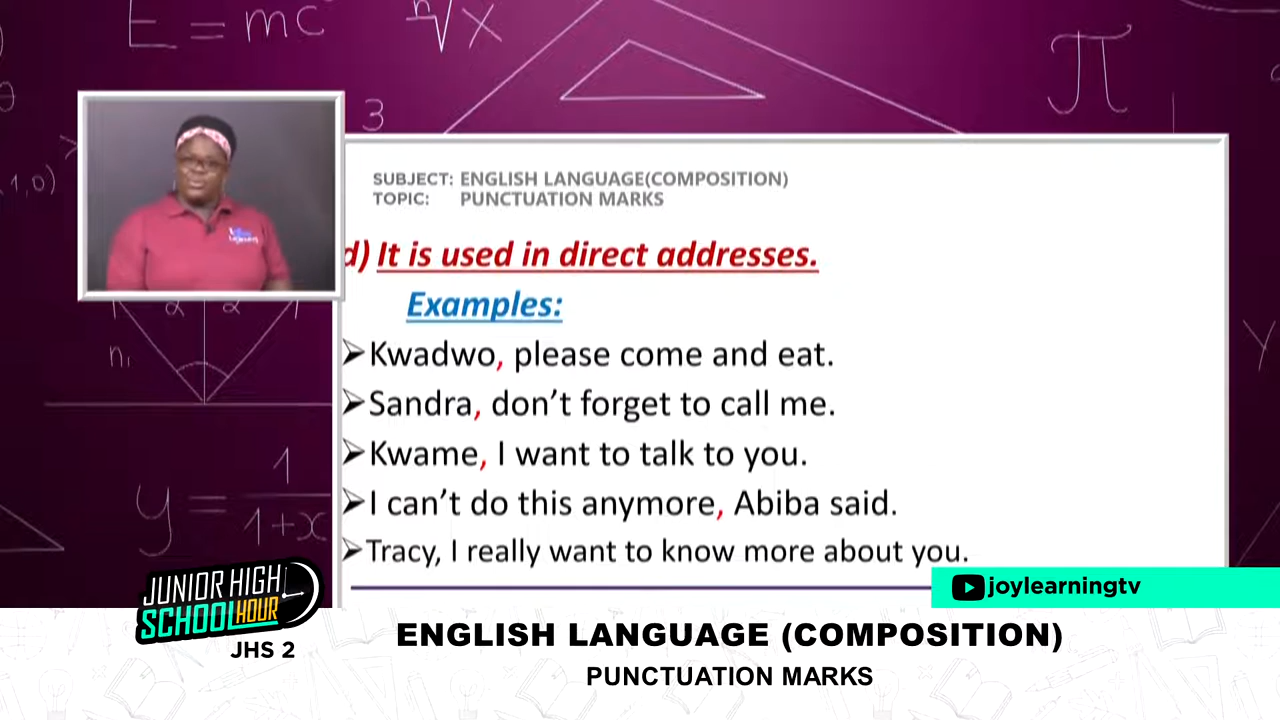 E = mc
n√x
π
3
, 1,0)
n,
y = 1/1+x
SUBJECT: ENGLISH LANGUAGE(COMPOSITION)
TOPIC: PUNCTUATION MARKS
d) It is used in direct addresses.
Examples:
➢Kwadwo, please come and eat.
➢Sandra, don’t forget to call me.
➢Kwame, I want to talk to you.
➢I can’t do this anymore, Abiba said.
➢Tracy, I really want to know more about you.
joylearningtv
JUNIOR HIGH
SCHOOL HOUR
JHS 2
ENGLISH LANGUAGE (COMPOSITION)
PUNCTUATION MARKS